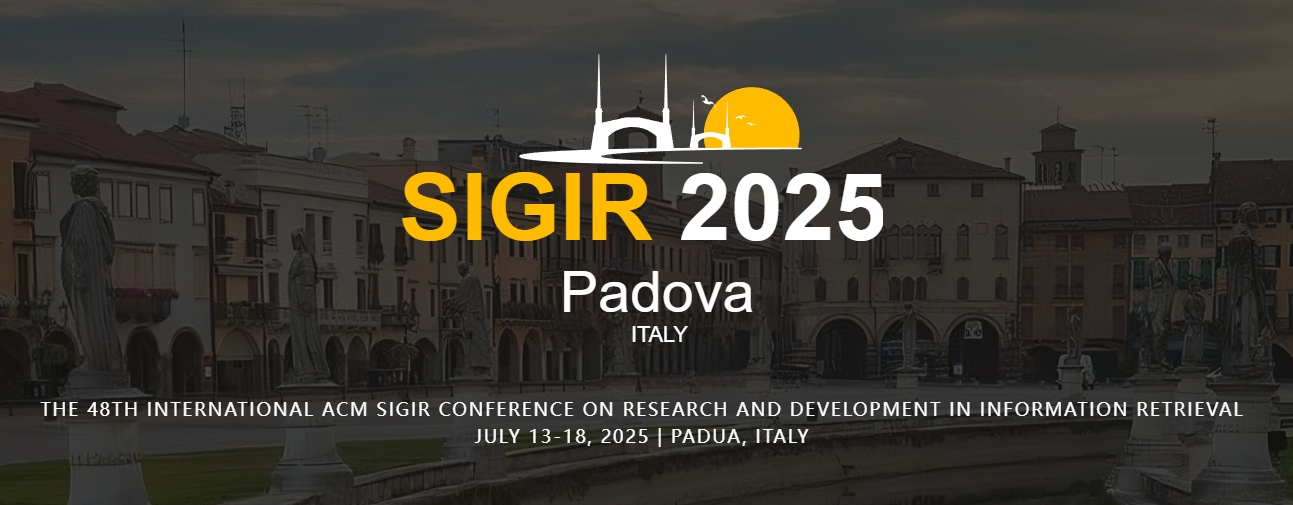 SIGIR 2025
Padova
ITALY
THE 48TH INTERNATIONAL ACM SIGIR CONFERENCE ON RESEARCH AND DEVELOPMENT IN INFORMATION RETRIEVAL
JULY 13-18, 2025 | PADUA, ITALY